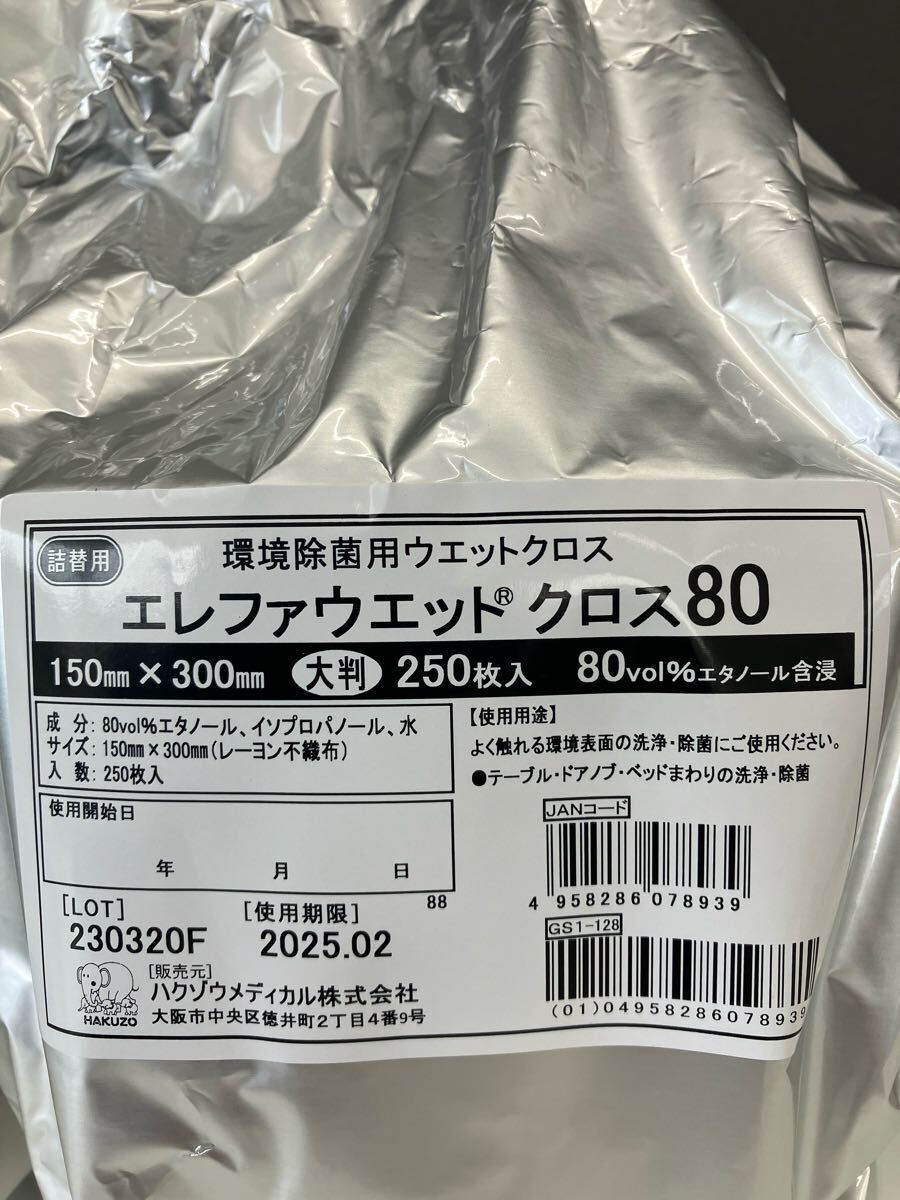 詰替用
環境除菌用ウエットクロス
エレファウエット® クロス80
150mm×300mm 大判 250枚入 80vol%エタノール含浸
成 分: 80vol%エタノール、イソプロパノール、水
サイズ: 150mm×300mm(レーヨン不織布)
入 数: 250枚入
【使用用途】
よく触れる環境表面の洗浄・除菌にご使用ください。
●テーブル・ドアノブ・ベッドまわりの洗浄・除菌
使用開始日
年 月 日
88
JANコード
4 958286 078939
[LOT] [使用期限]
230320F 2025.02
GS1-128
(01)04958286078939
HAKUZO
[販売元]
ハクゾウメディカル株式会社
大阪市中央区徳井町2丁目4番9号